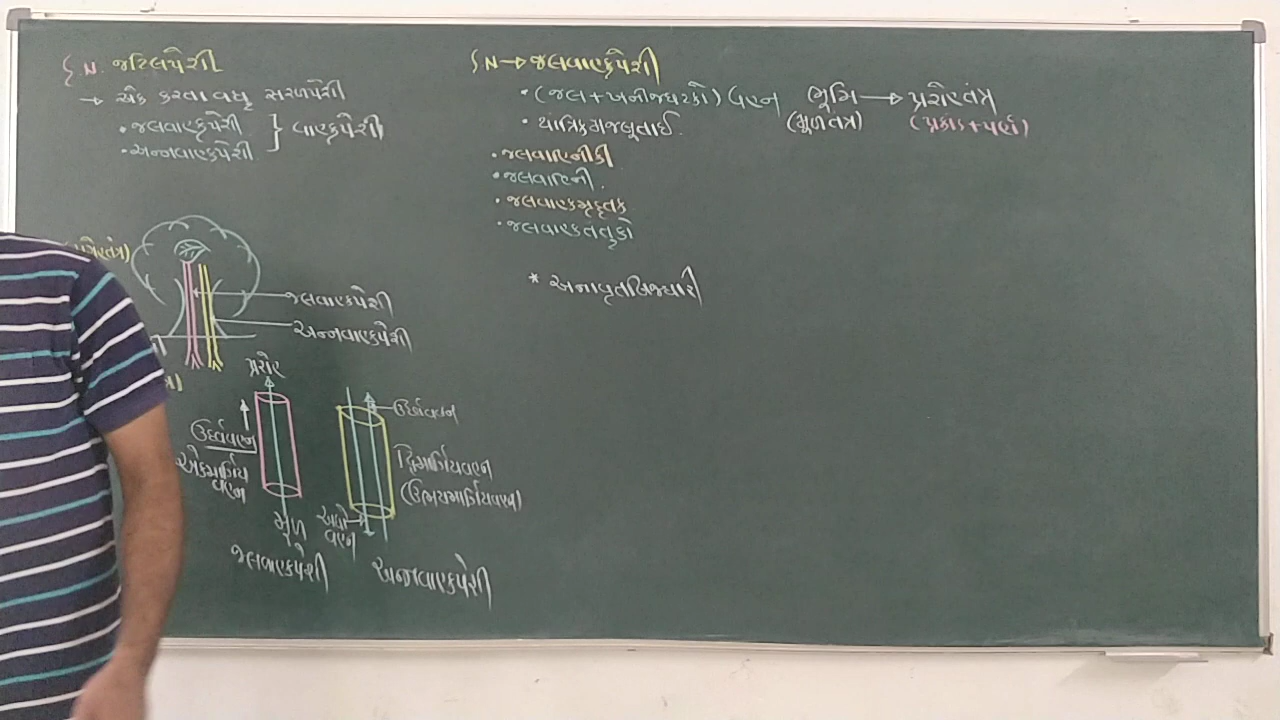 S.N. જટિલપેશી
→ એક કરતા વધુ સરળપેશી
• જલવાહકપેશી
• અન્નવાહકપેશી
} વાહકપેશી
જલવાહકપેશી
અન્નવાહકપેશી
પ્રરોહ
ઉર્ધ્વવહન
એકમાર્ગિય
વહન
મૂળ
જલવાહકપેશી
ઉર્ધ્વવહન
દ્વિમાર્ગિયવહન
(ઉભયમાર્ગિયવહન)
અધો
વહન
અન્નવાહકપેશી
S.N → જલવાહકપેશી
• (જલ+ખનીજઘટકો) વહન ભૂમિ → પ્રરોહતંત્ર
(મૂળતંત્ર) (પ્રકાંડ+પર્ણ)
• યાંત્રિકમજબૂતાઈ.
• જલવાહિનીકી
• જલવાહિની.
• જલવાહકમૃદૂતક
• જલવાહકતંતુકો
* અનાવૃતબિજધારી